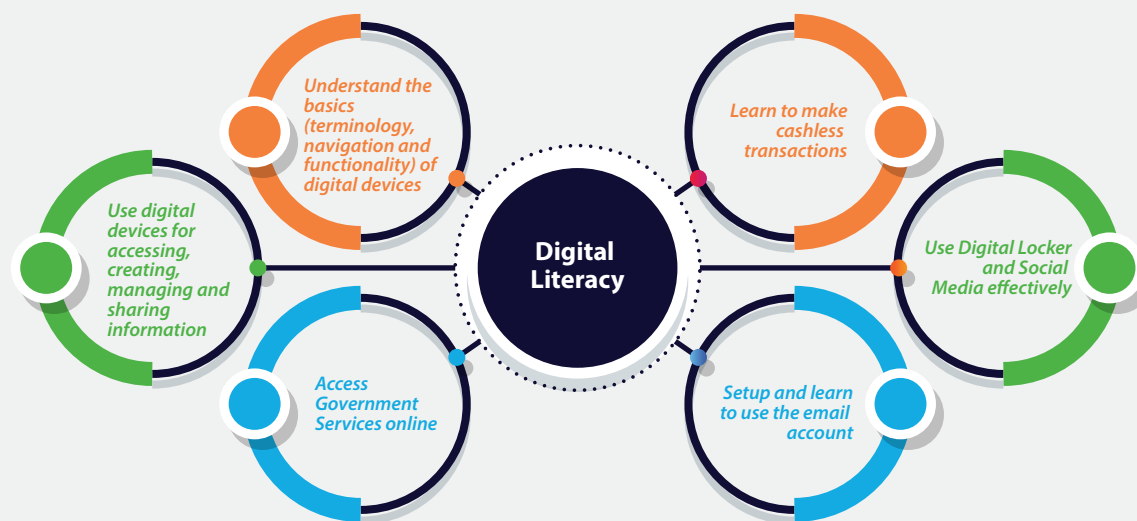 Understand the
basics
(terminology,
navigation and
functionality) of
digital devices
Learn to make
cashless
transactions
Use digital
devices for
accessing,
creating,
managing and
sharing
information
Digital
Literacy
Use Digital Locker
and Social
Media effectively
Access
Government
Services online
Setup and learn
to use the email
account